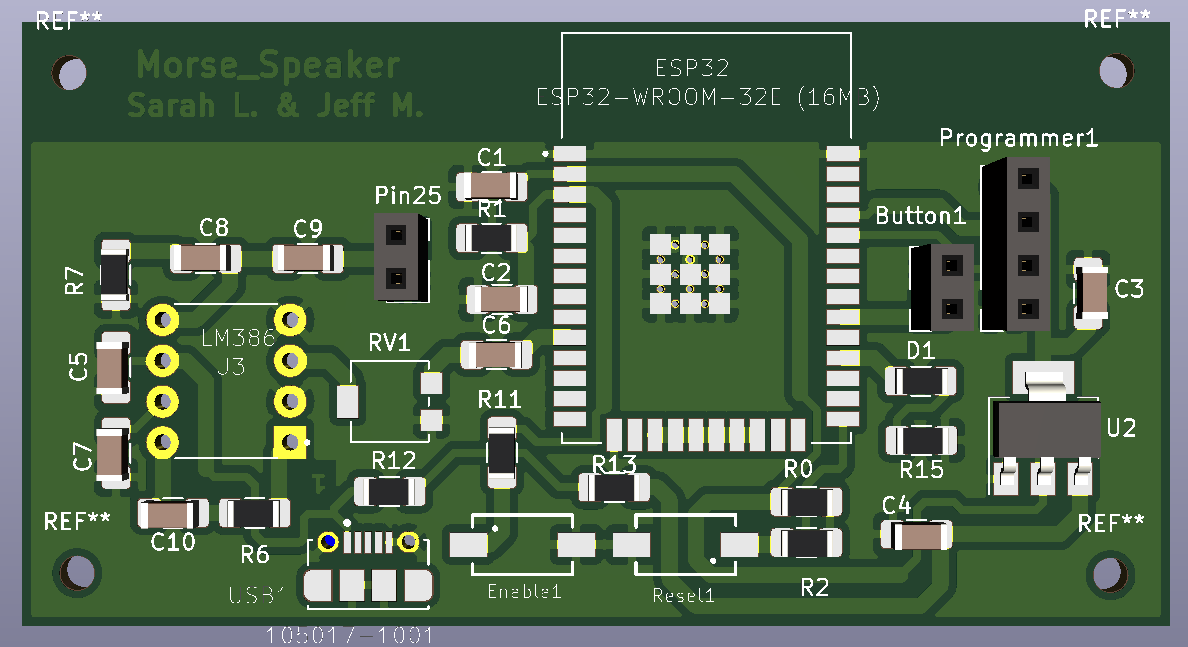 REF**
REF**
Morse_Speaker
Sarah L. & Jeff M.
ESP32
ESP32-WROOM-32E (16MB)
Programmer1
C1
Pin25
R1
Button1
C8
C9
R7
C2
C3
C6
LM386
J3
RV1
D1
C5
R11
U2
C7
R12
R13
R0
R15
1
C4
REF**
REF**
C10
R6
R2
USB1
Enable1
Reset1
105017-1001